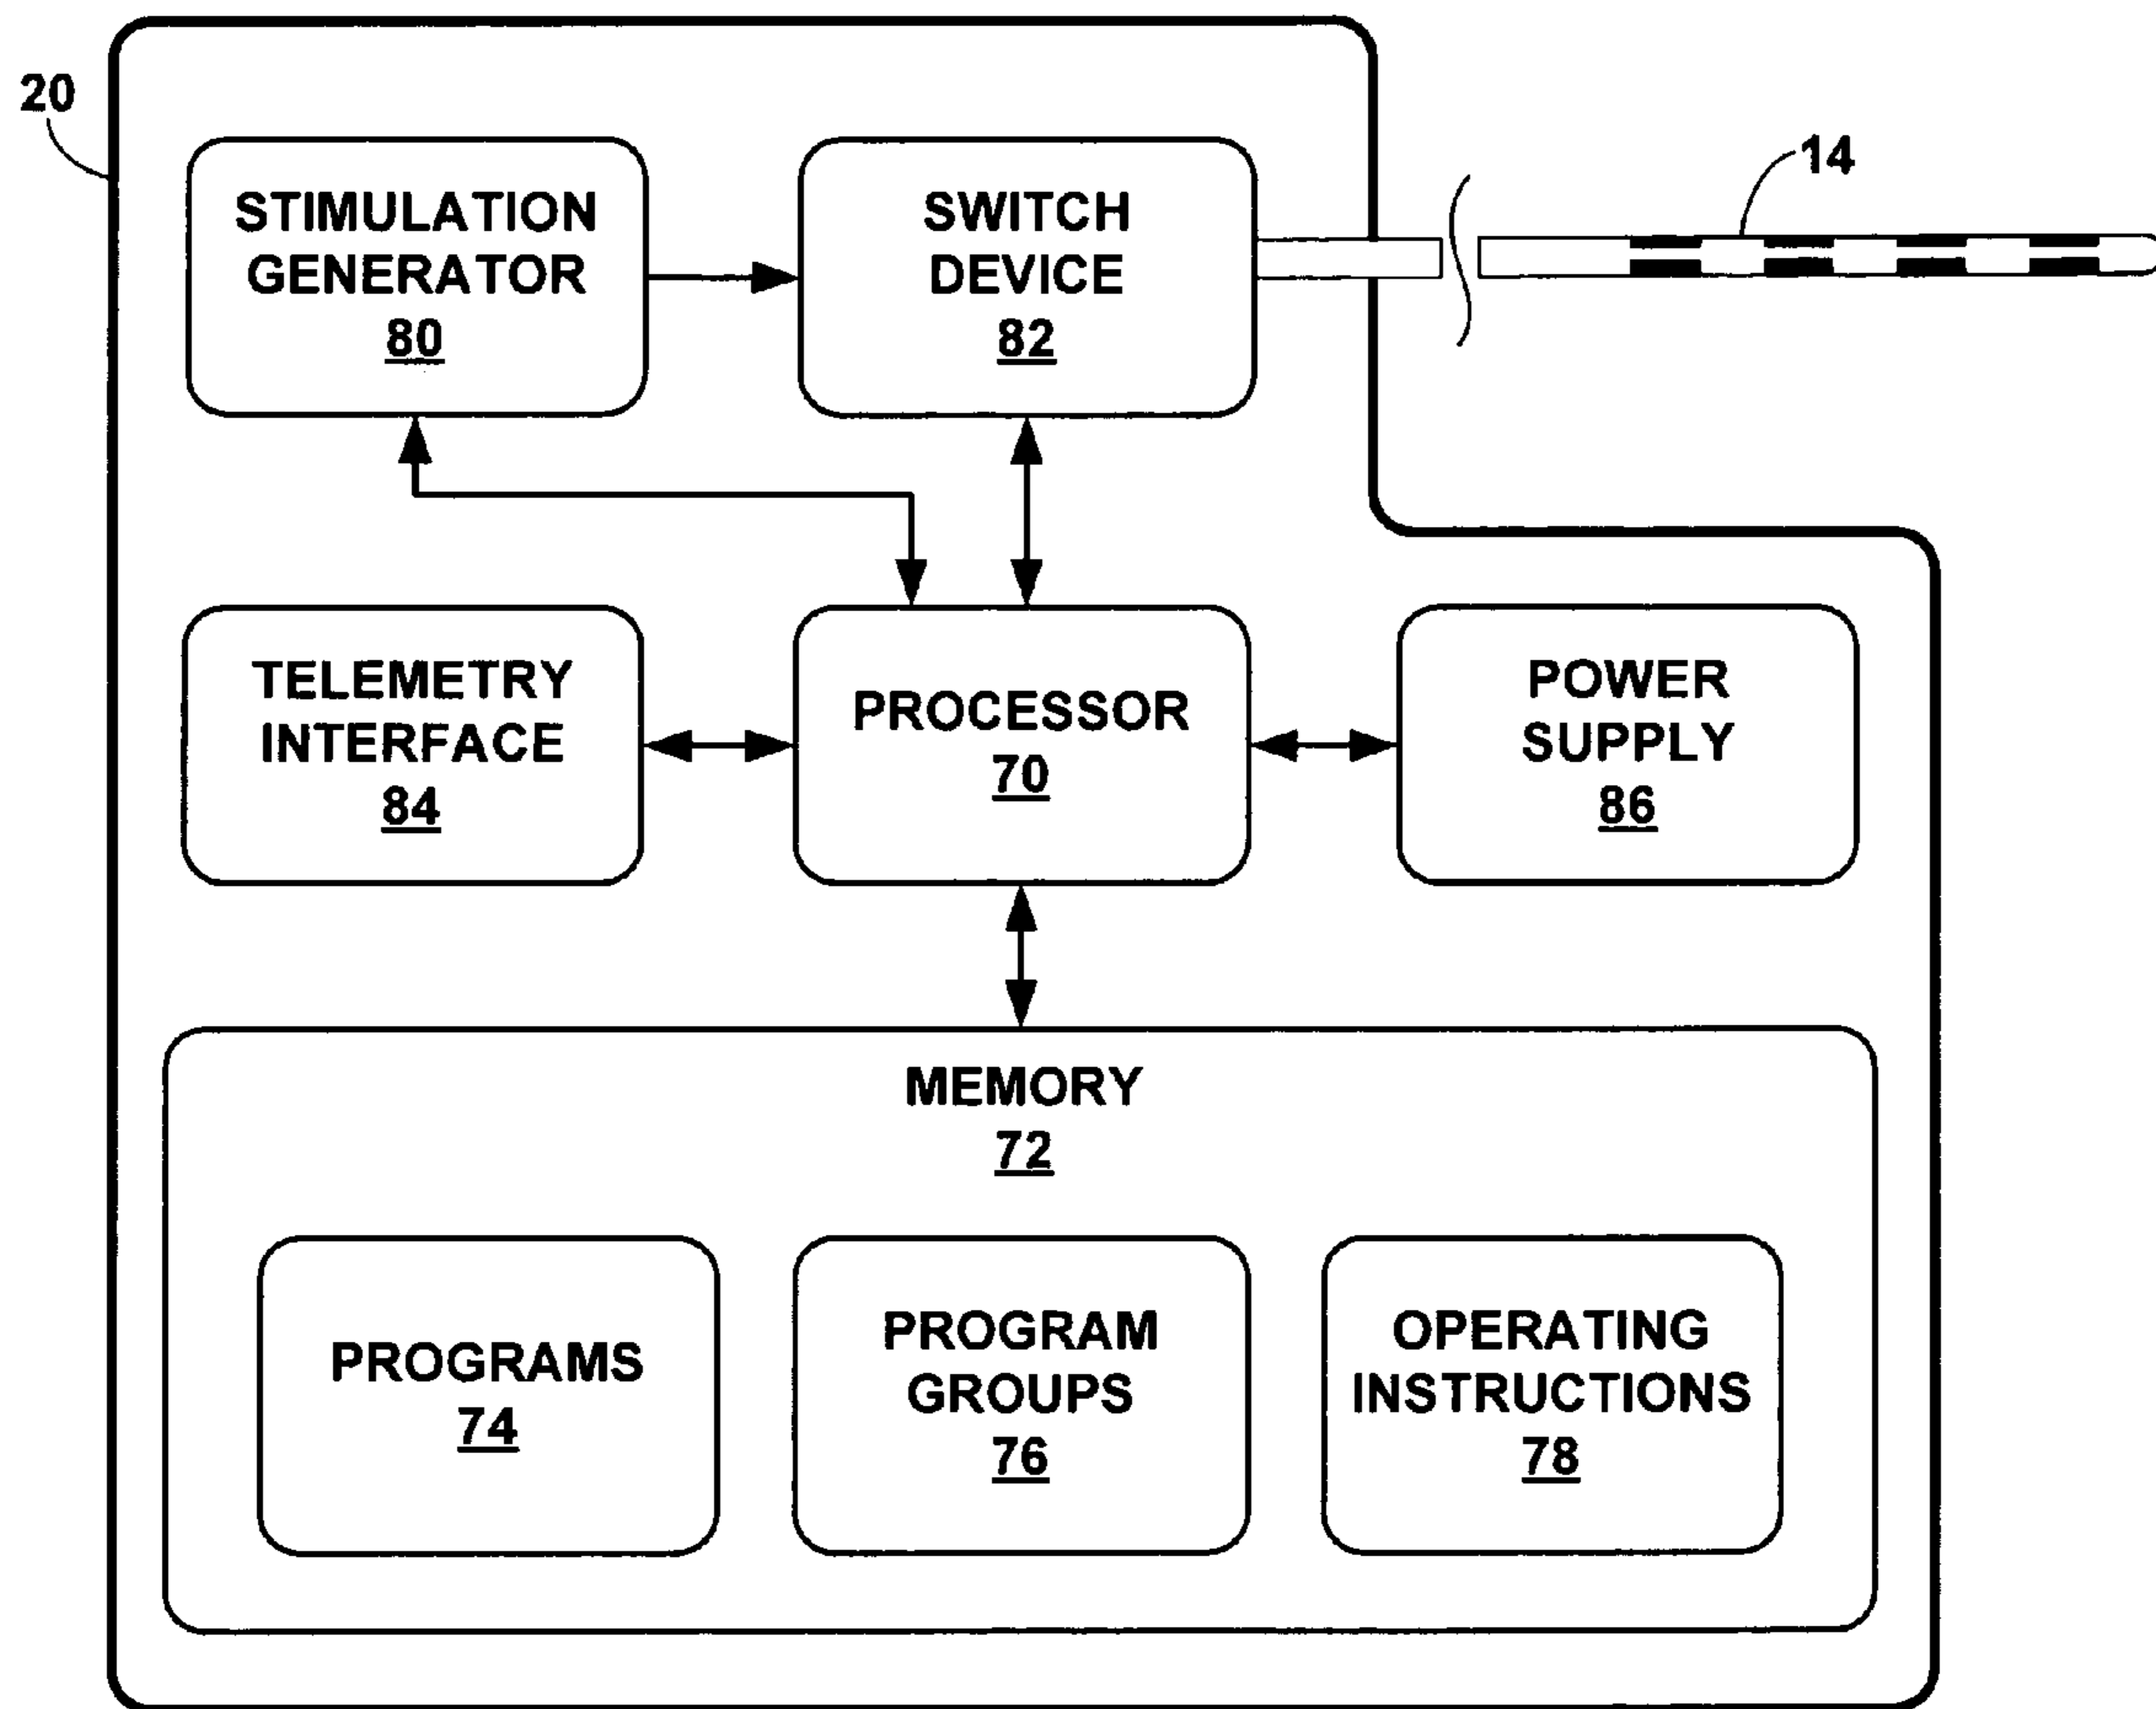 20
14
STIMULATION
GENERATOR
80
SWITCH
DEVICE
82
TELEMETRY
INTERFACE
84
PROCESSOR
70
POWER
SUPPLY
86
MEMORY
72
PROGRAMS
74
PROGRAM
GROUPS
76
OPERATING
INSTRUCTIONS
78